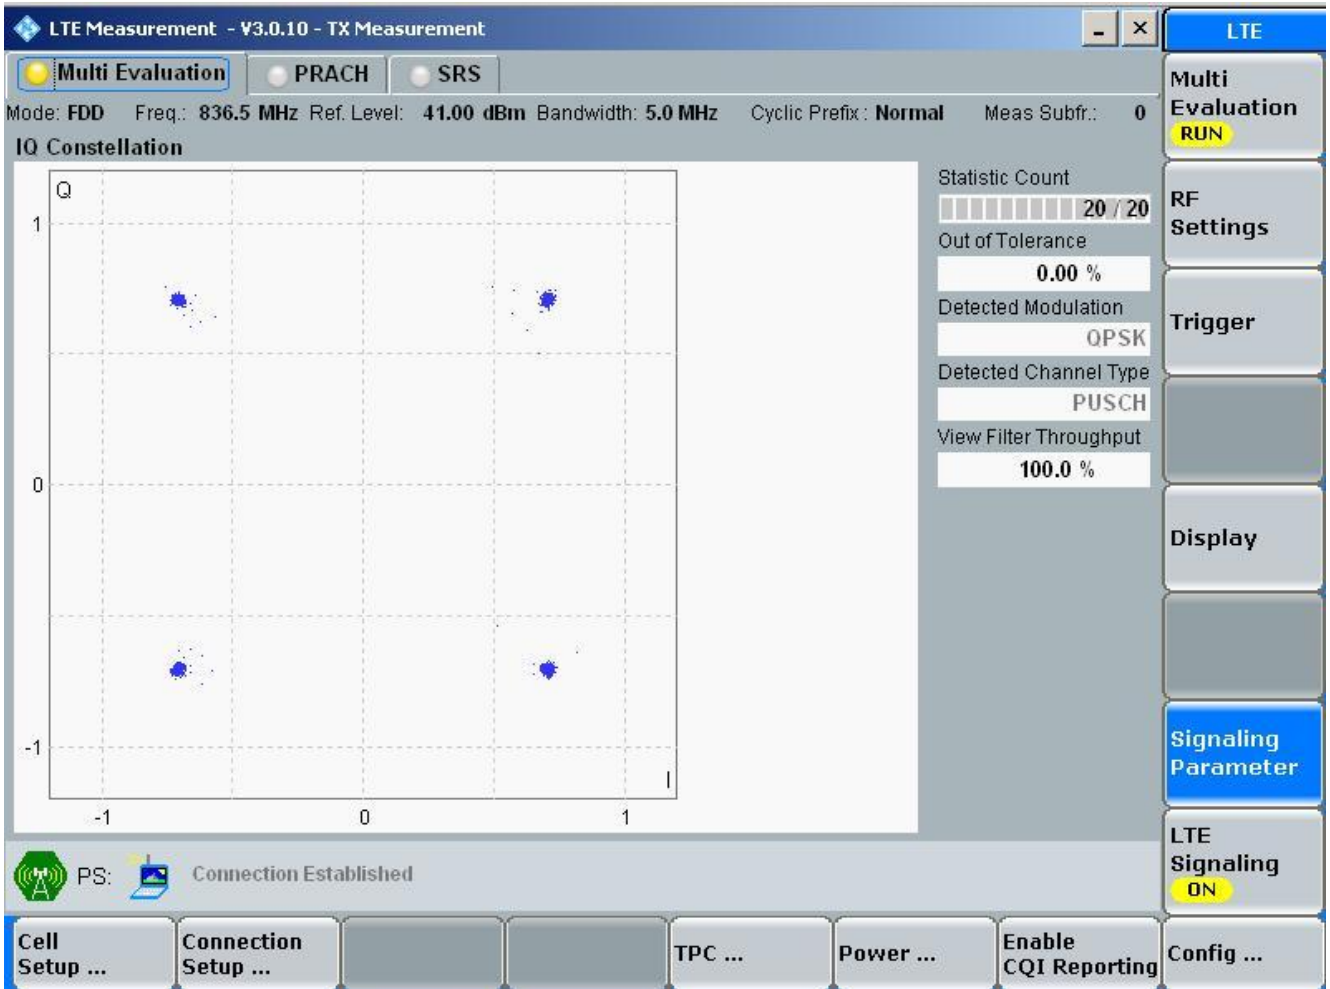 LTE Measurement - V3.0.10 - TX Measurement
LTE
Multi Evaluation
PRACH
SRS
Mode: FDD Freq.: 836.5 MHz Ref. Level: 41.00 dBm Bandwidth: 5.0 MHz Cyclic Prefix : Normal Meas Subfr.: 0
IQ Constellation
Q
1
0
-1
-1
0
1
I
Statistic Count
20 / 20
Out of Tolerance
0.00 %
Detected Modulation
QPSK
Detected Channel Type
PUSCH
View Filter Throughput
100.0 %
Multi
Evaluation
RUN
RF
Settings
Trigger
Display
Signaling
Parameter
LTE
Signaling
ON
PS:
Connection Established
Cell
Setup ...
Connection
Setup ...
TPC ...
Power ...
Enable
CQI Reporting
Config ...